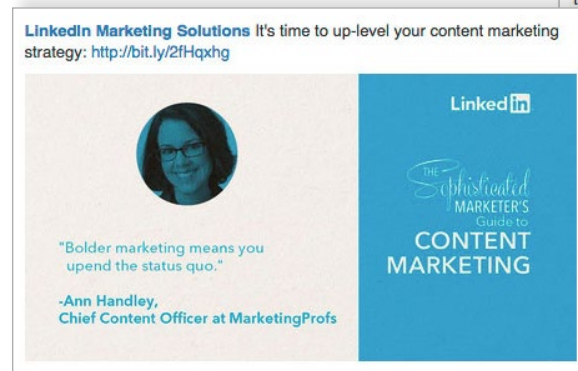 LinkedIn Marketing Solutions It's time to up-level your content marketing
strategy: http://bit.ly/2fHqxhg
"Bolder marketing means you
upend the status quo."
-Ann Handley,
Chief Content Officer at MarketingProfs
Linked in
THE
Sophisticated
MARKETER'S
Guide to
CONTENT
MARKETING